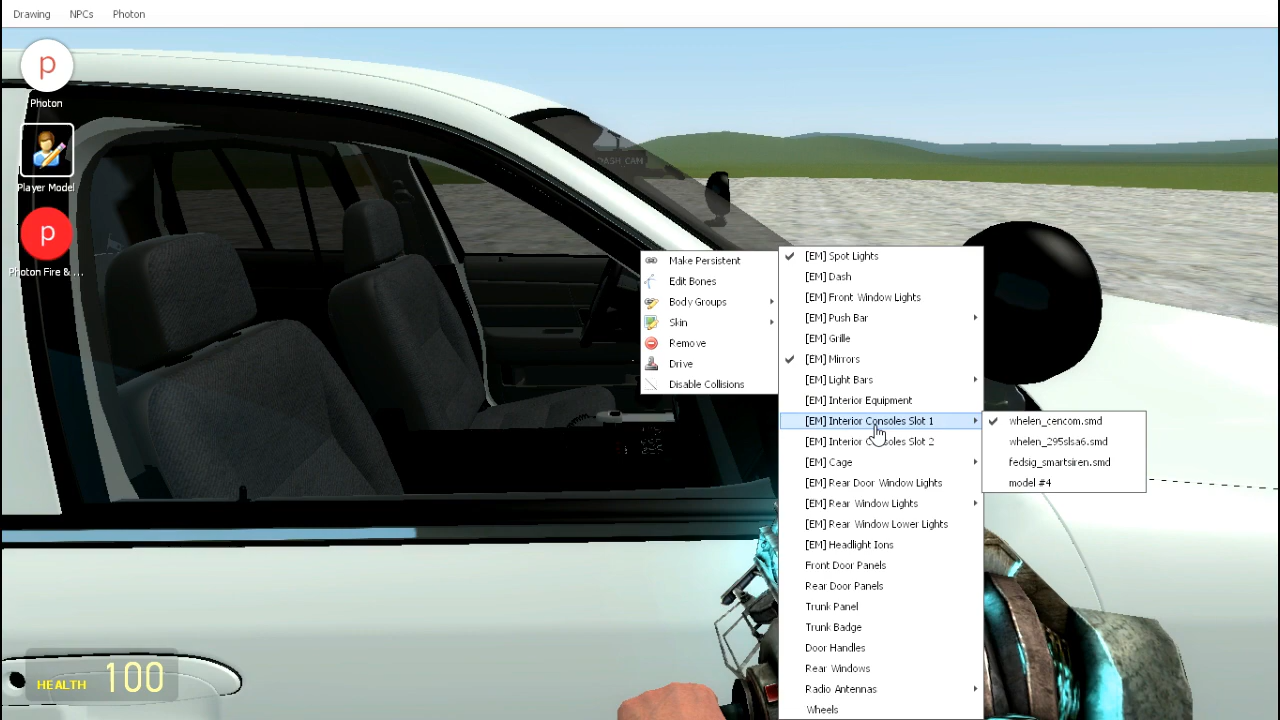 Drawing NPCs Photon
p
Photon
Player Model
p
Photon Fire & ...
DASH CAM
Make Persistent
Edit Bones
Body Groups
Skin
Remove
Drive
Disable Collisions
[EM] Spot Lights
[EM] Dash
[EM] Front Window Lights
[EM] Push Bar
[EM] Grille
[EM] Mirrors
[EM] Light Bars
[EM] Interior Equipment
[EM] Interior Consoles Slot 1
[EM] Interior Consoles Slot 2
[EM] Cage
[EM] Rear Door Window Lights
[EM] Rear Window Lights
[EM] Rear Window Lower Lights
[EM] Headlight Ions
Front Door Panels
Rear Door Panels
Trunk Panel
Trunk Badge
Door Handles
Rear Windows
Radio Antennas
Wheels
whelen_cencom.smd
whelen_295slsa6.smd
fedsig_smartsiren.smd
model #4
HEALTH 100